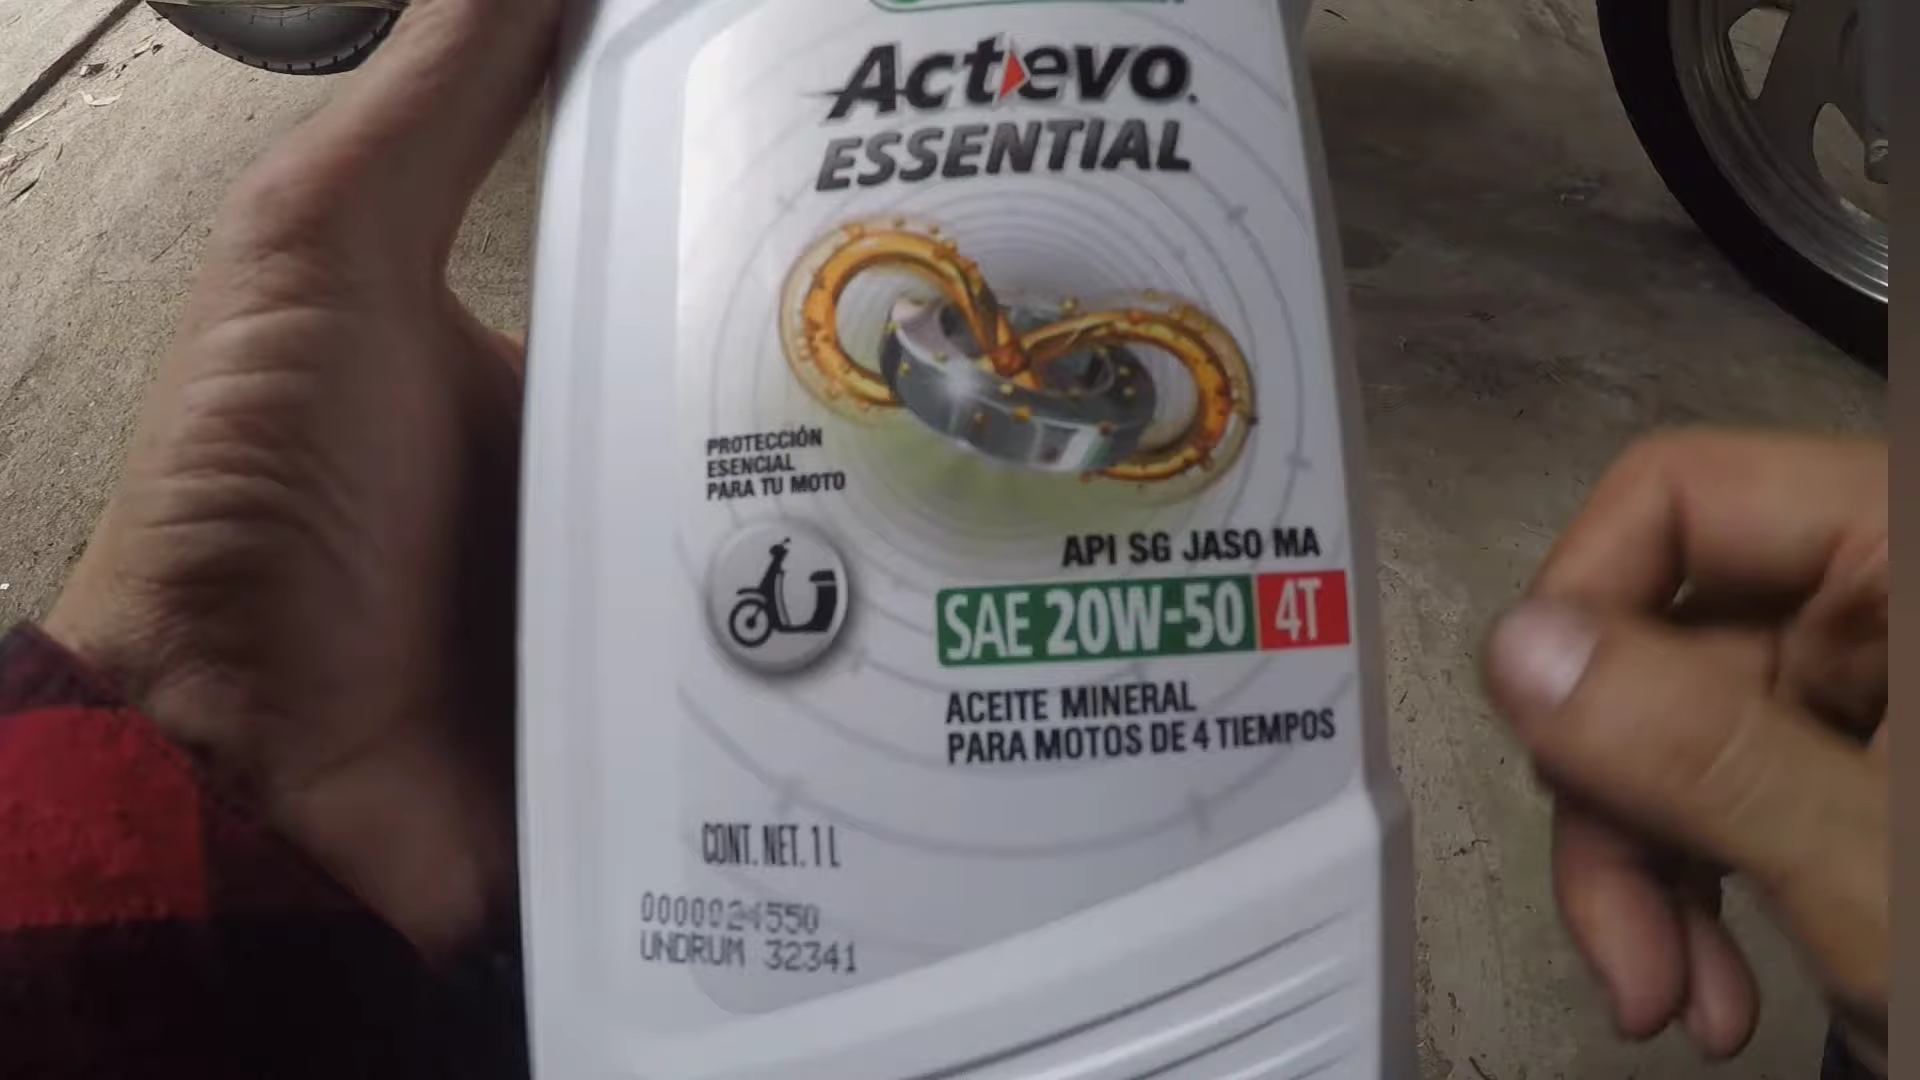 Actevo.
ESSENTIAL
PROTECCIÓN
ESENCIAL
PARA TU MOTO
API SG JASO MA
SAE 20W-50 4T
ACEITE MINERAL
PARA MOTOS DE 4 TIEMPOS
CONT. NET. 1 L
0000024550
UNDRUM 32341